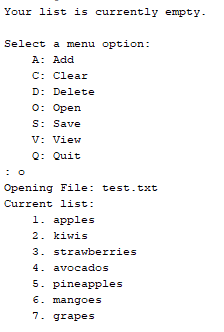 Your list is currently empty.
Select a menu option:
A: Add
C: Clear
D: Delete
O: Open
S: Save
V: View
Q: Quit
: o
Opening File: test.txt
Current list:
1. apples
2. kiwis
3. strawberries
4. avocados
5. pineapples
6. mangoes
7. grapes